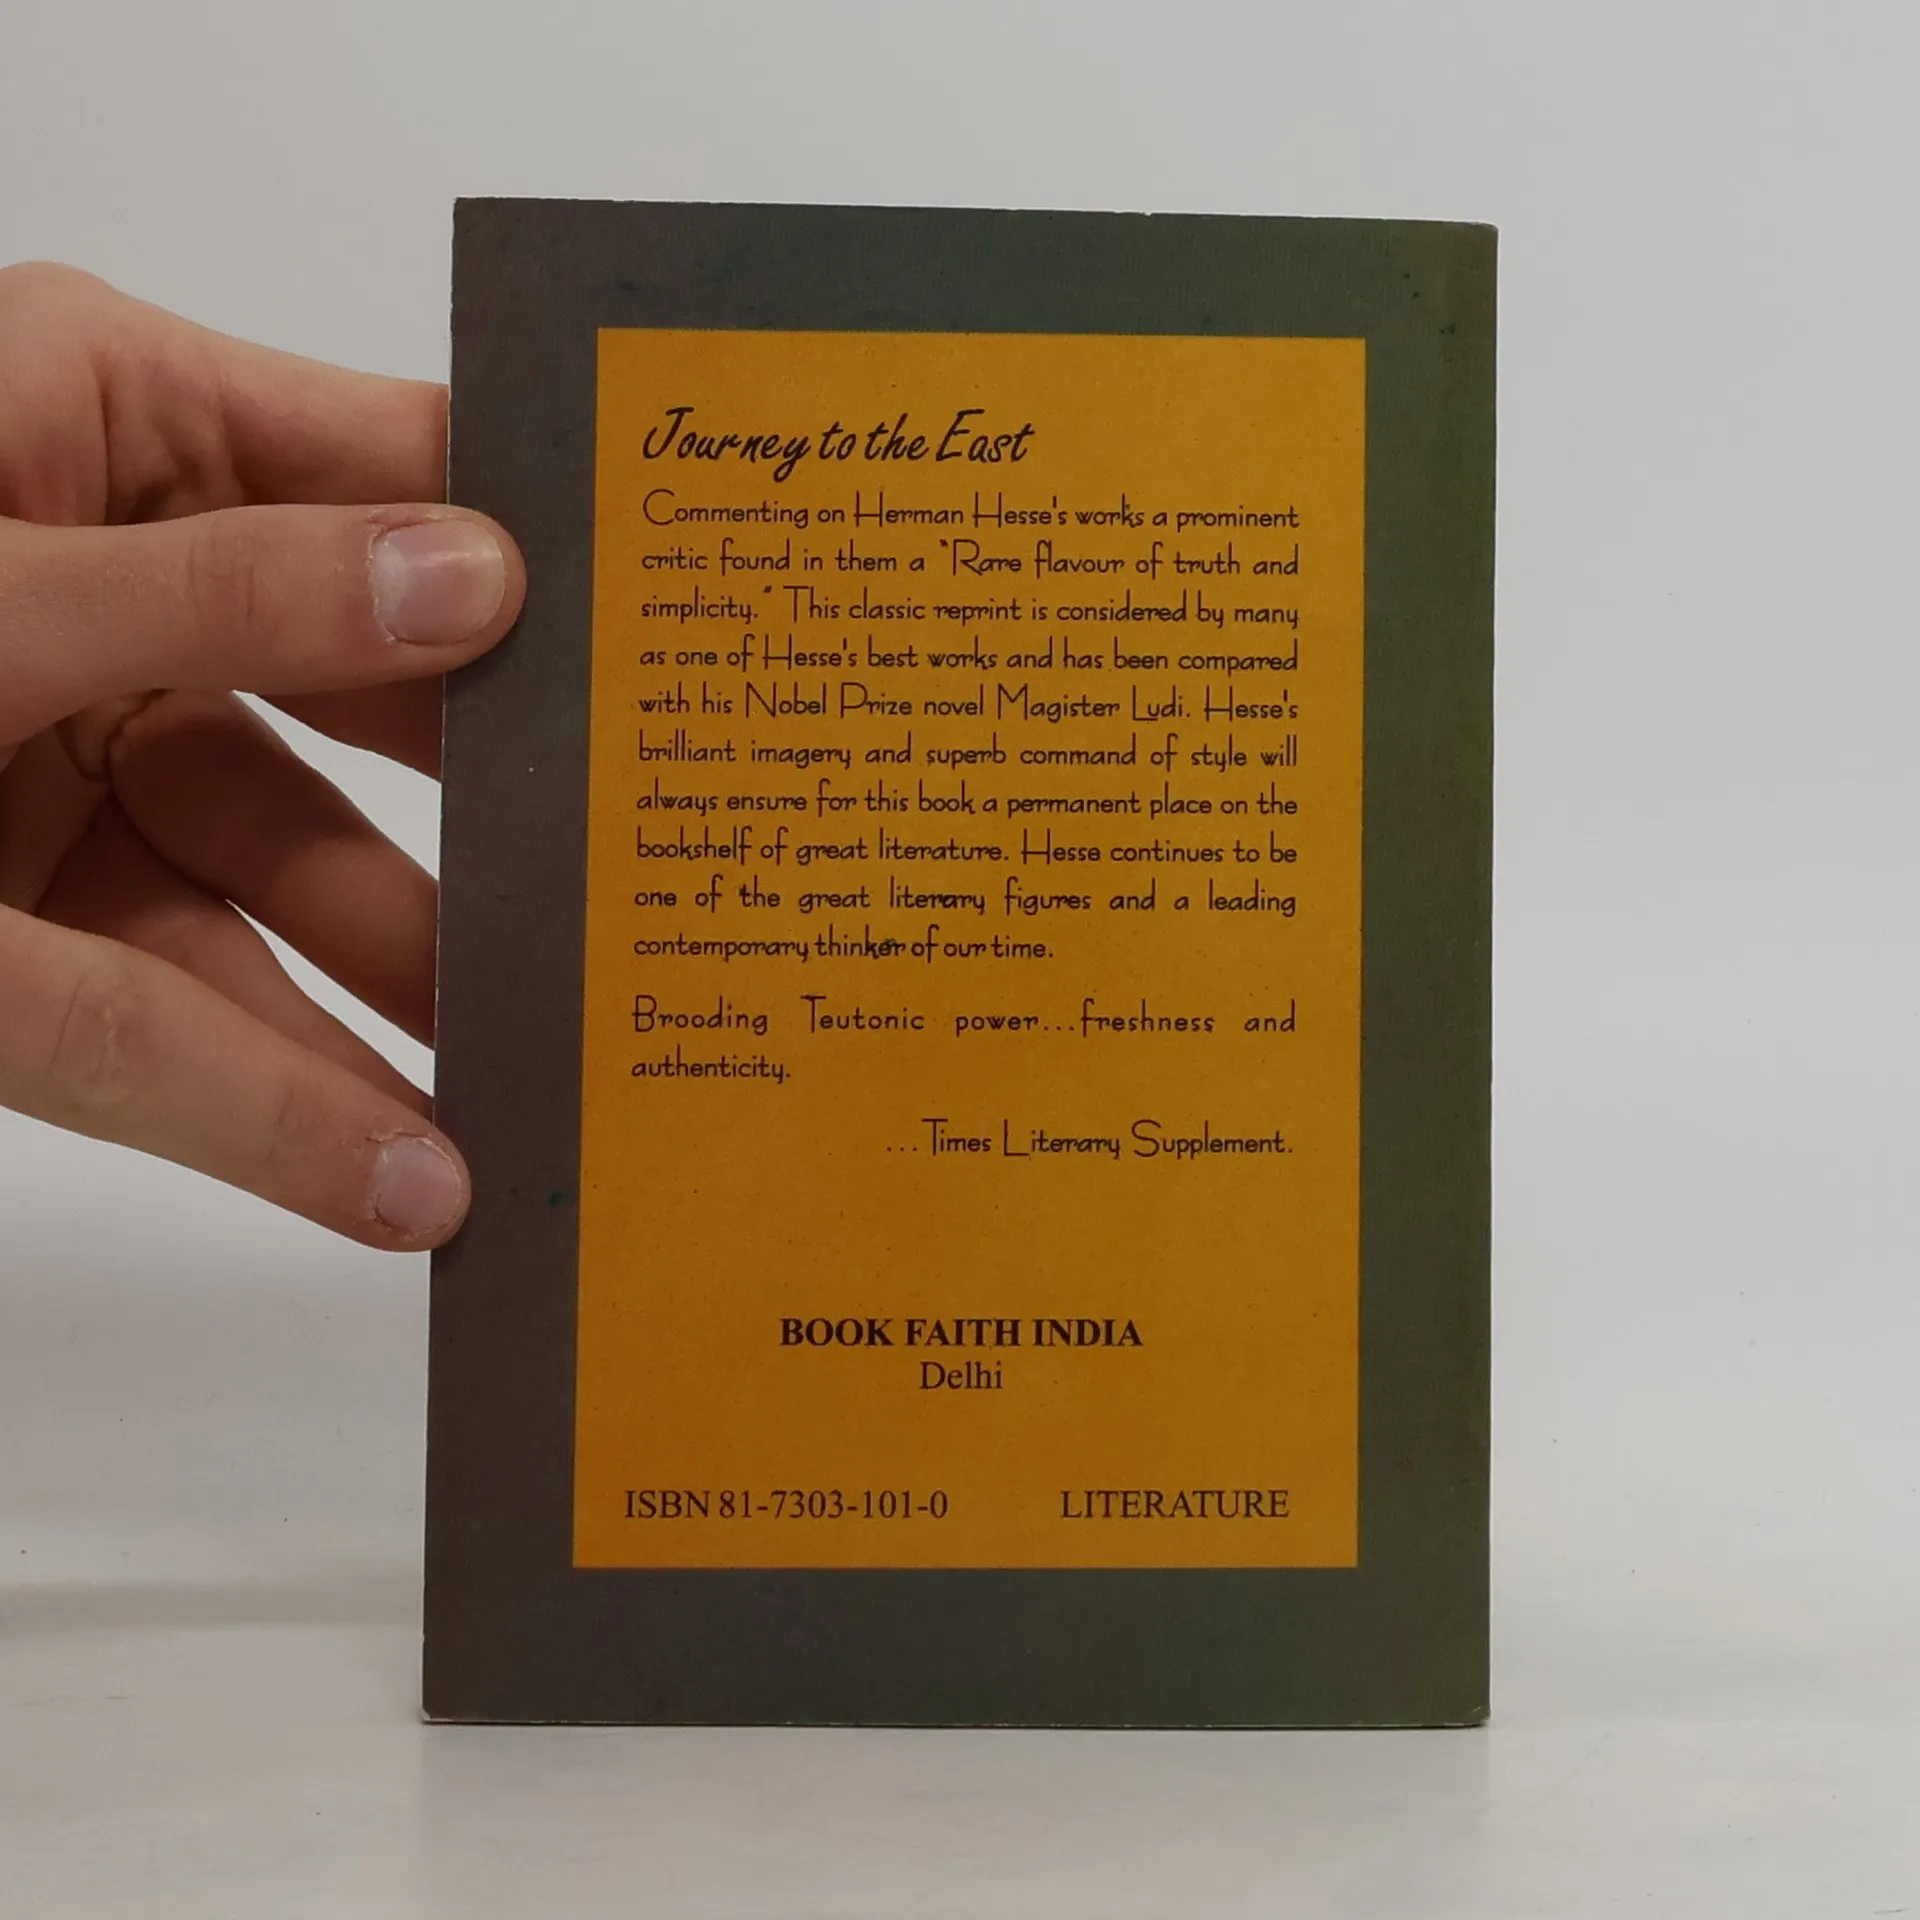 Journey to the East
Commenting on Herman Hesse's works a prominent
critic found in them a "Rare flavour of truth and
simplicity." This classic reprint is considered by many
as one of Hesse's best works and has been compared
with his Nobel Prize novel Magister Ludi. Hesse's
brilliant imagery and superb command of style will
always ensure for this book a permanent place on the
bookshelf of great literature. Hesse continues to be
one of the great literary figures and a leading
contemporary thinker of our time.
Brooding Teutonic power...freshness and
authenticity.
...Times Literary Supplement.
BOOK FAITH INDIA
Delhi
ISBN 81-7303-101-0 LITERATURE